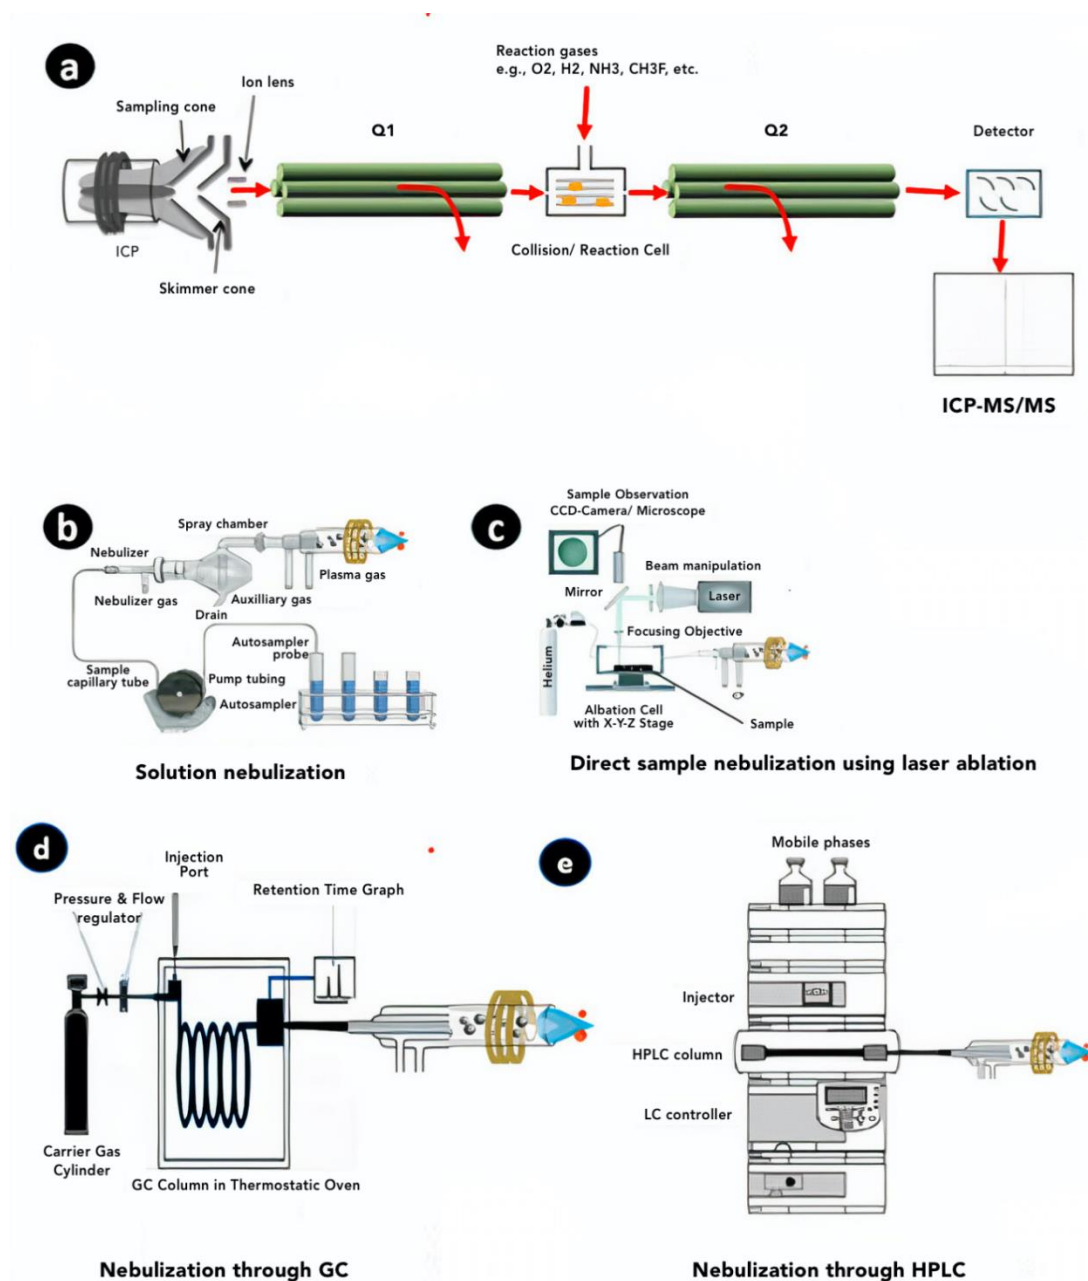 a
Reaction gases
e.g., O2, H2, NH3, CH3F, etc.
Ion lens
Sampling cone
Q1
Q2
Detector
ICP
Collision/ Reaction Cell
Skimmer cone
ICP-MS/MS
b
Spray chamber
Nebulizer
Plasma gas
Nebulizer gas
Auxilliary gas
Drain
Autosampler
probe
Sample
capillary tube
Pump tubing
Autosampler
Solution nebulization
c
Sample Observation
CCD-Camera/ Microscope
Beam manipulation
Mirror
Laser
Focusing Objective
Helium
Albation Cell
with X-Y-Z Stage
Sample
Direct sample nebulization using laser ablation
d
Injection
Port
Retention Time Graph
Pressure & Flow
regulator
Carrier Gas
Cylinder
GC Column in Thermostatic Oven
Nebulization through GC
e
Mobile phases
Injector
HPLC column
LC controller
Nebulization through HPLC